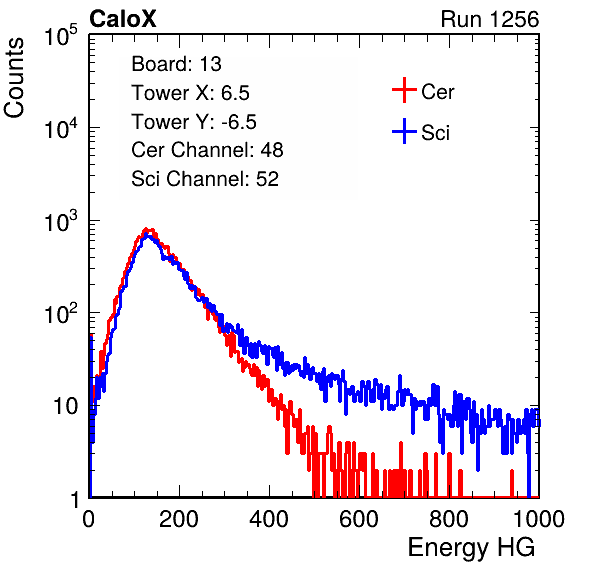 CaloX Run 1256
Counts
Board: 13
Tower X: 6.5
Tower Y: -6.5
Cer Channel: 48
Sci Channel: 52
Cer
Sci
10^5
10^4
10^3
10^2
10
1
0 200 400 600 800 1000
Energy HG